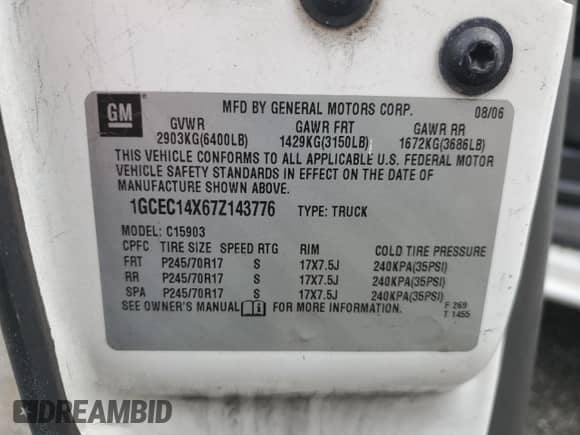 GM
MFD BY GENERAL MOTORS CORP. 08/06
GVWR GAWR FRT GAWR RR
2903KG(6400LB) 1429KG(3150LB) 1672KG(3686LB)
THIS VEHICLE CONFORMS TO ALL APPLICABLE U.S. FEDERAL MOTOR
VEHICLE SAFETY STANDARDS IN EFFECT ON THE DATE OF
MANUFACTURE SHOWN ABOVE.
1GCEC14X67Z143776 TYPE: TRUCK
MODEL: C15903
CPFC TIRE SIZE SPEED RTG RIM COLD TIRE PRESSURE
FRT P245/70R17 S 17X7.5J 240KPA(35PSI)
RR P245/70R17 S 17X7.5J 240KPA(35PSI)
SPA P245/70R17 S 17X7.5J 240KPA(35PSI)
SEE OWNER'S MANUAL i FOR MORE INFORMATION. F 269
T 1455
DREAMBID